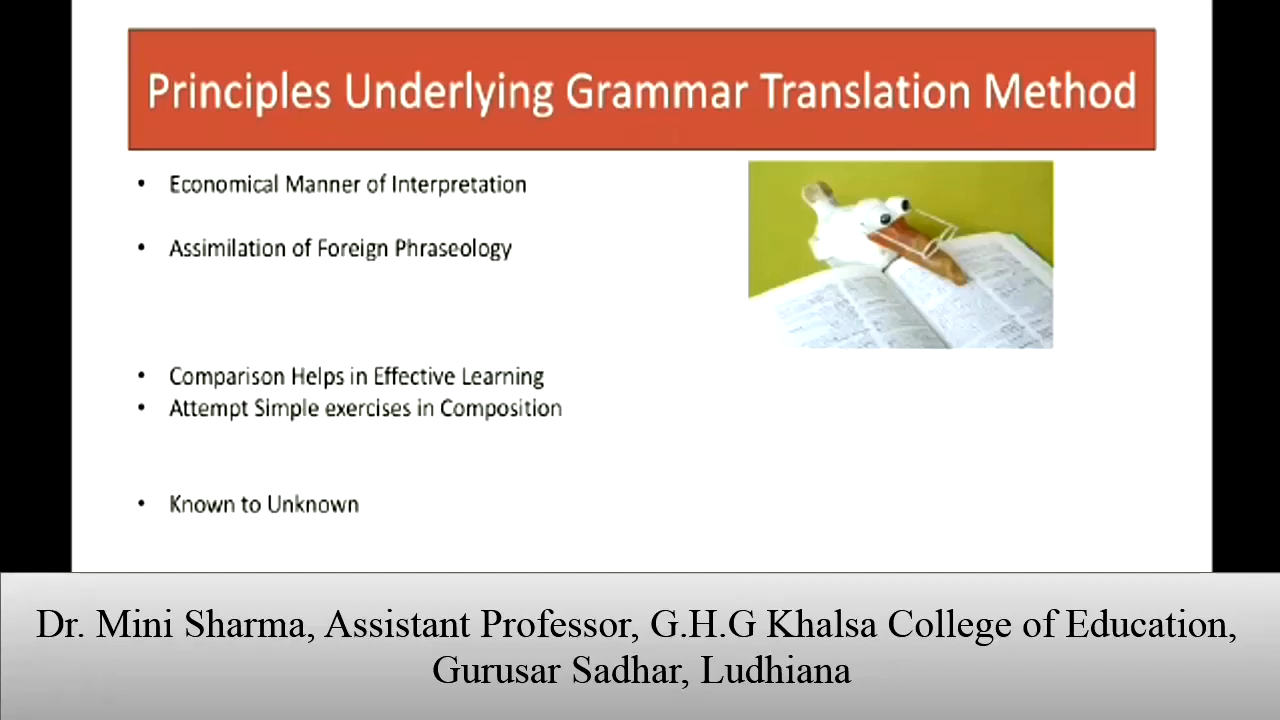 Principles Underlying Grammar Translation Method
• Economical Manner of Interpretation
• Assimilation of Foreign Phraseology
• Comparison Helps in Effective Learning
• Attempt Simple exercises in Composition
• Known to Unknown
Dr. Mini Sharma, Assistant Professor, G.H.G Khalsa College of Education,
Gurusar Sadhar, Ludhiana